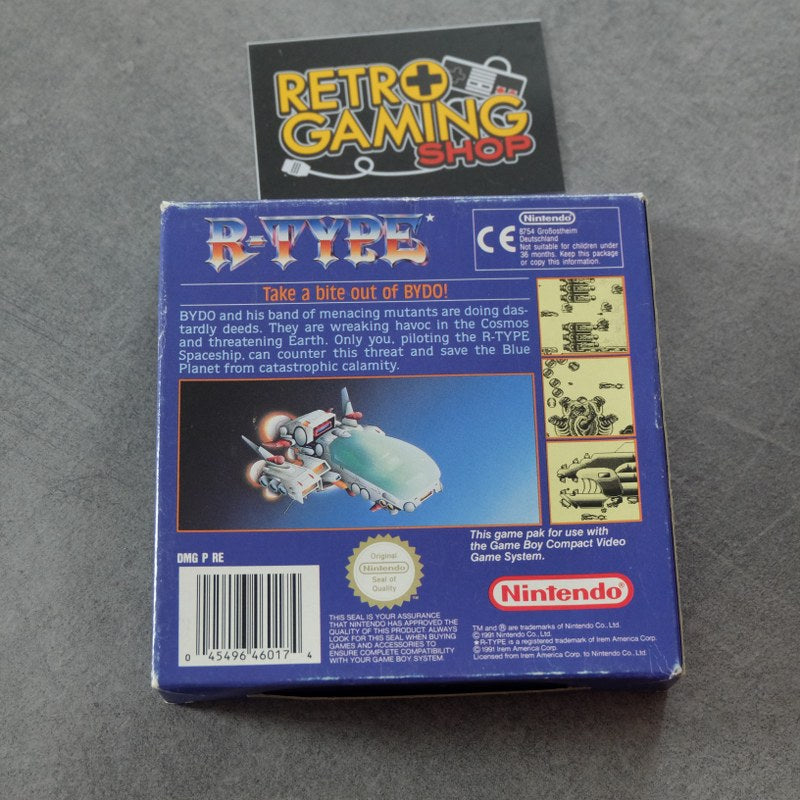 RETRO
GAMING
SHOP
R-TYPE*
Nintendo
CE
8754 Großostheim
Deutschland
Not suitable for children under
36 months. Keep this package
or copy this information.
Take a bite out of BYDO!
BYDO and his band of menacing mutants are doing das-
tardly deeds. They are wreaking havoc in the Cosmos
and threatening Earth. Only you, piloting the R-TYPE
Spaceship, can counter this threat and save the Blue
Planet from catastrophic calamity.
This game pak for use with
the Game Boy Compact Video
Game System.
DMG P RE
Original
Nintendo
Seal of
Quality
Nintendo®
THIS SEAL IS YOUR ASSURANCE
THAT NINTENDO HAS APPROVED THE
QUALITY OF THIS PRODUCT. ALWAYS
LOOK FOR THIS SEAL WHEN BUYING
GAMES AND ACCESSORIES TO
ENSURE COMPLETE COMPATIBILITY
WITH YOUR GAME BOY SYSTEM.
TM and ® are trademarks of Nintendo Co., Ltd.
© 1991 Nintendo Co., Ltd.
★R-TYPE is a registered trademark of Irem America Corp.
© 1991 Irem America Corp.
Licensed from Irem America Corp. to Nintendo Co., Ltd.
0 45496 46017 4